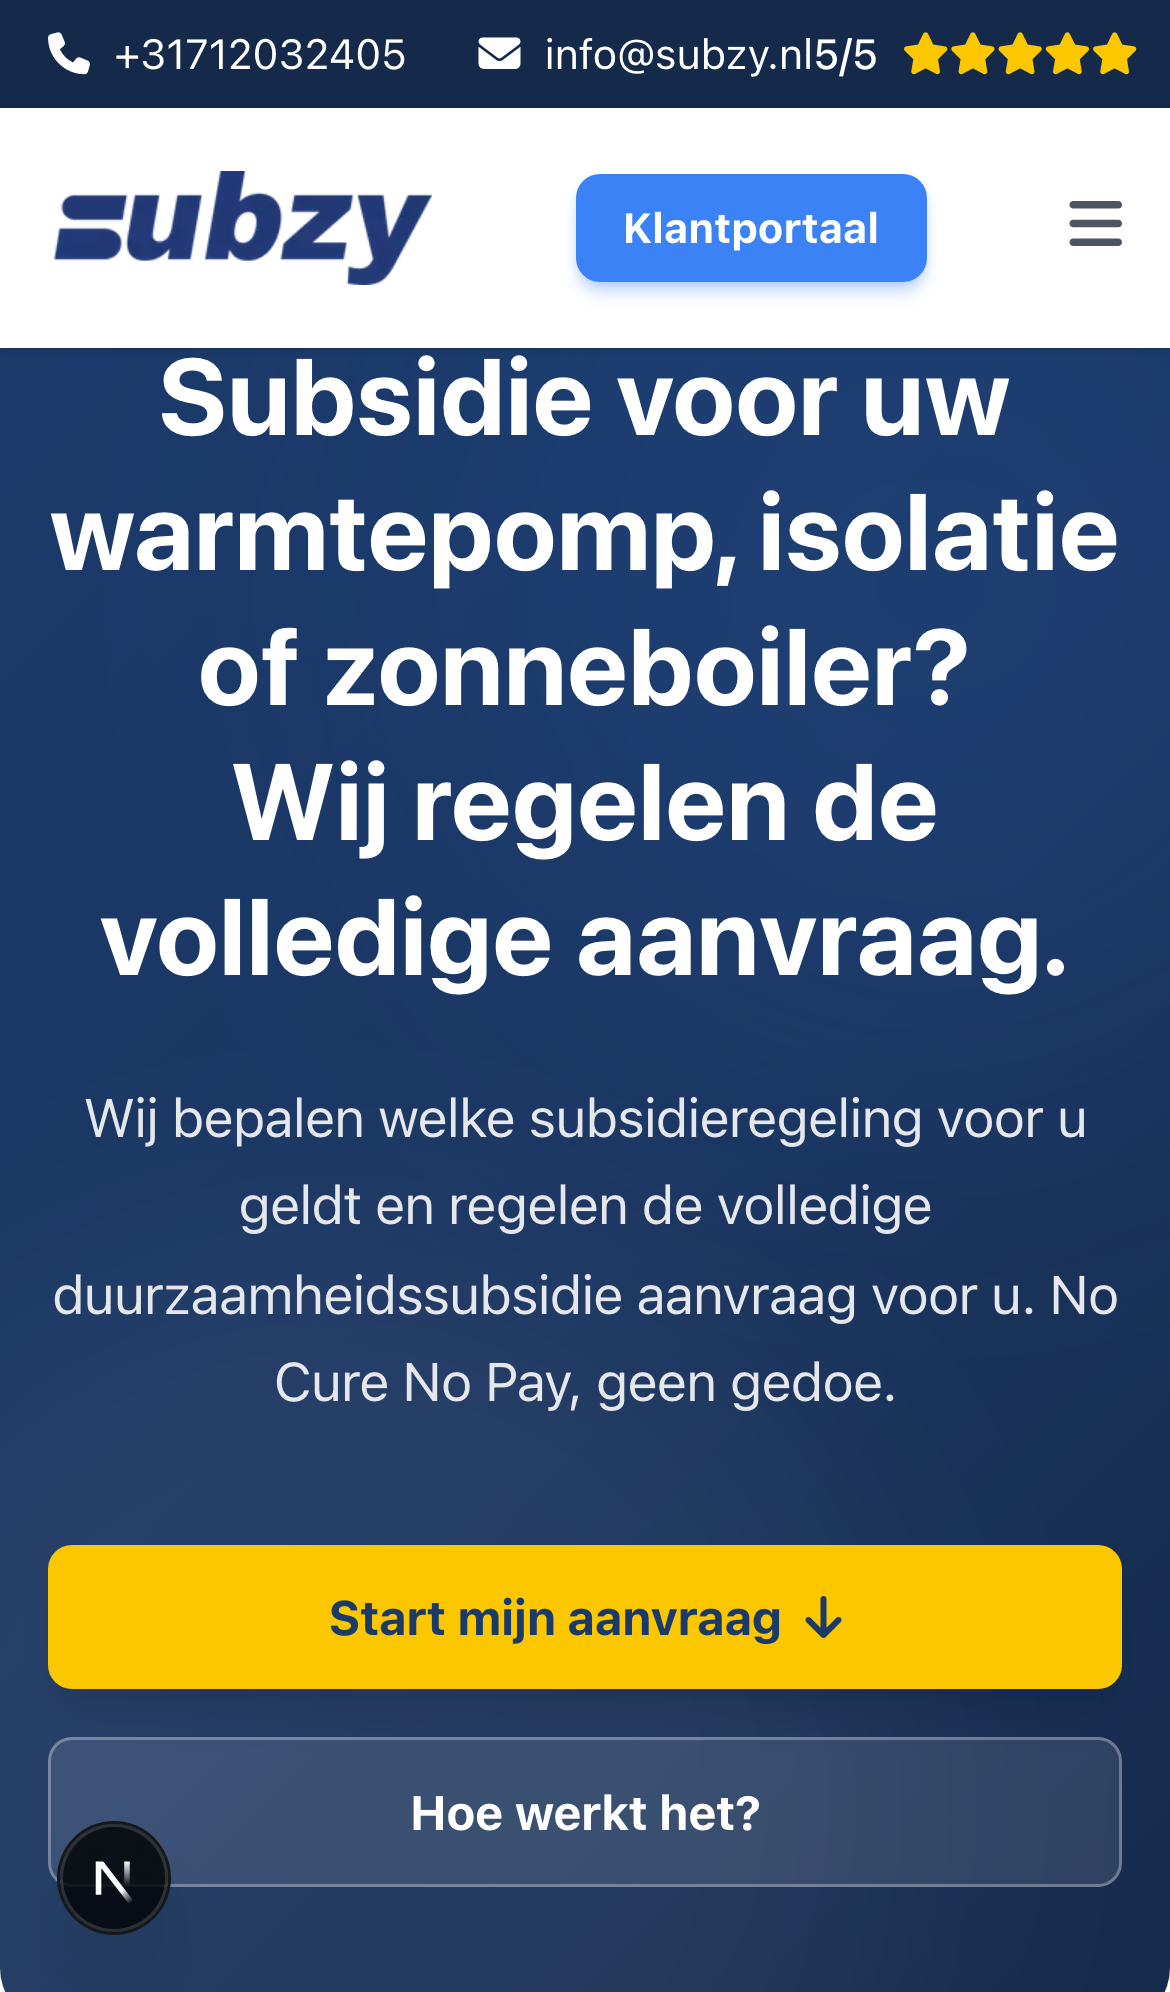 +31712032405 info@subzy.nl5/5
subzy
Klantportaal
Subsidie voor uw
warmtepomp, isolatie
of zonneboiler?
Wij regelen de
volledige aanvraag.
Wij bepalen welke subsidieregeling voor u
geldt en regelen de volledige
duurzaamheidssubsidie aanvraag voor u. No
Cure No Pay, geen gedoe.
Start mijn aanvraag
Hoe werkt het?
N